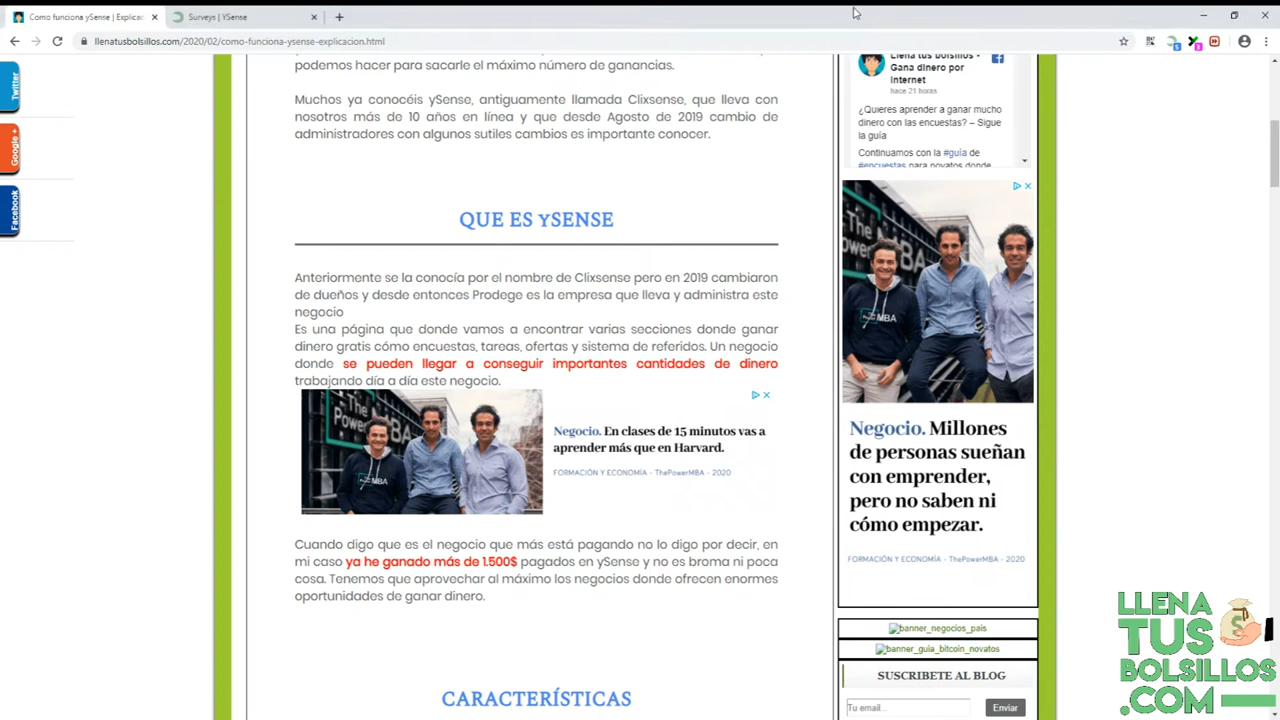 Como funciona ySense | Explicac
Surveys | YSense
llenatusbolsillos.com/2020/02/como-funciona-ysense-explicacion.html
Twitter
Google +
Facebook
podemos hacer para sacarle el máximo número de ganancias.
Muchos ya conocéis ySense, antiguamente llamada Clixsense, que lleva con
nosotros más de 10 años en línea y que desde Agosto de 2019 cambio de
administradores con algunos sutiles cambios es importante conocer.
QUE ES YSENSE
Anteriormente se la conocía por el nombre de Clixsense pero en 2019 cambiaron
de dueños y desde entonces Prodege es la empresa que lleva y administra este
negocio
Es una página que donde vamos a encontrar varias secciones donde ganar
dinero gratis cómo encuestas, tareas, ofertas y sistema de referidos. Un negocio
donde se pueden llegar a conseguir importantes cantidades de dinero
trabajando día a día este negocio.
The Power
MBA
MBA
Negocio. En clases de 15 minutos vas a
aprender más que en Harvard.
FORMACIÓN Y ECONOMÍA - ThePowerMBA - 2020
Cuando digo que es el negocio que más está pagando no lo digo por decir, en
mi caso ya he ganado más de 1.500$ pagados en ySense y no es broma ni poca
cosa. Tenemos que aprovechar al máximo los negocios donde ofrecen enormes
oportunidades de ganar dinero.
CARACTERÍSTICAS
Llena tus bolsillos -
Gana dinero por
Internet
hace 21 horas
¿Quieres aprender a ganar mucho
dinero con las encuestas? – Sigue
la guía
Continuamos con la #guía de
#encuestas para novatos donde
The
Power
MBA
MBA
Negocio. Millones
de personas sueñan
con emprender,
pero no saben ni
cómo empezar.
FORMACIÓN Y ECONOMÍA - ThePowerMBA - 2020
banner_negocios_pais
banner_guia_bitcoin_novatos
SUSCRIBETE AL BLOG
Tu email...
Enviar
LLENA
TUS
BOLSILLOS
.COM